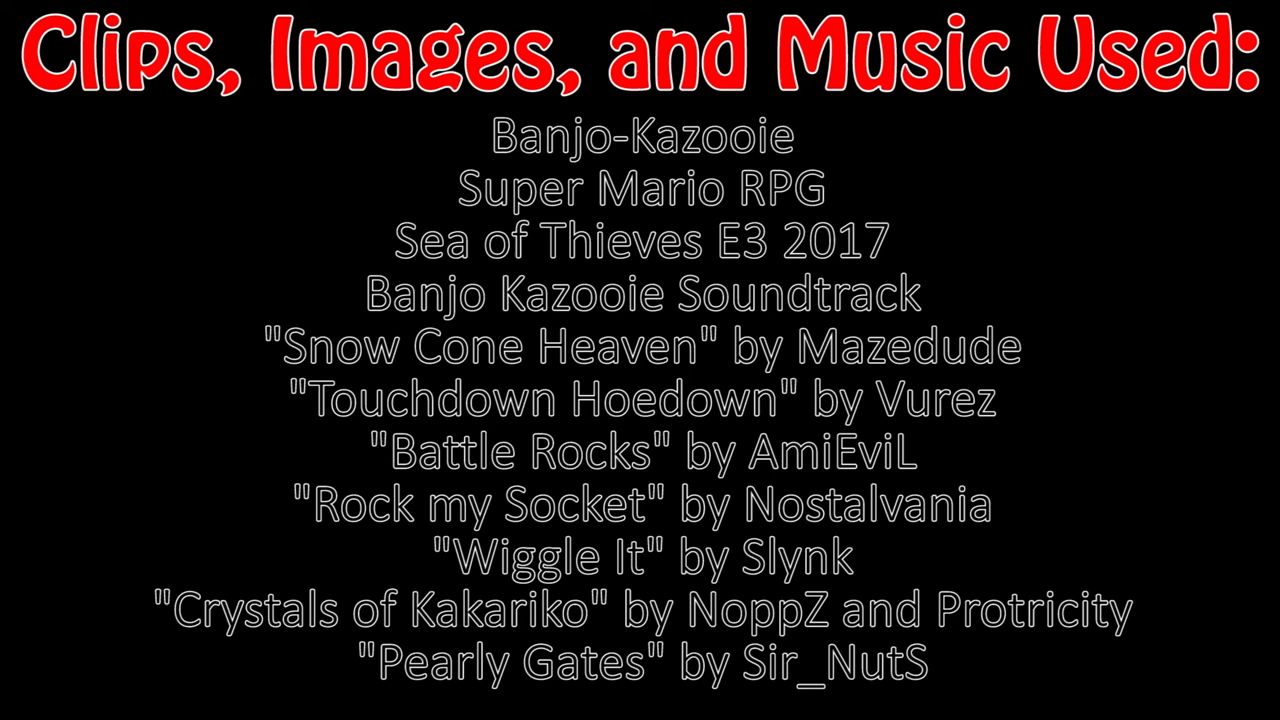 Clips, Images, and Music Used:
Banjo-Kazooie
Super Mario RPG
Sea of Thieves E3 2017
Banjo Kazooie Soundtrack
"Snow Cone Heaven" by Mazedude
"Touchdown Hoedown" by Vurez
"Battle Rocks" by AmiEviL
"Rock my Socket" by Nostalvania
"Wiggle It" by Slynk
"Crystals of Kakariko" by NoppZ and Protricity
"Pearly Gates" by Sir_NutS